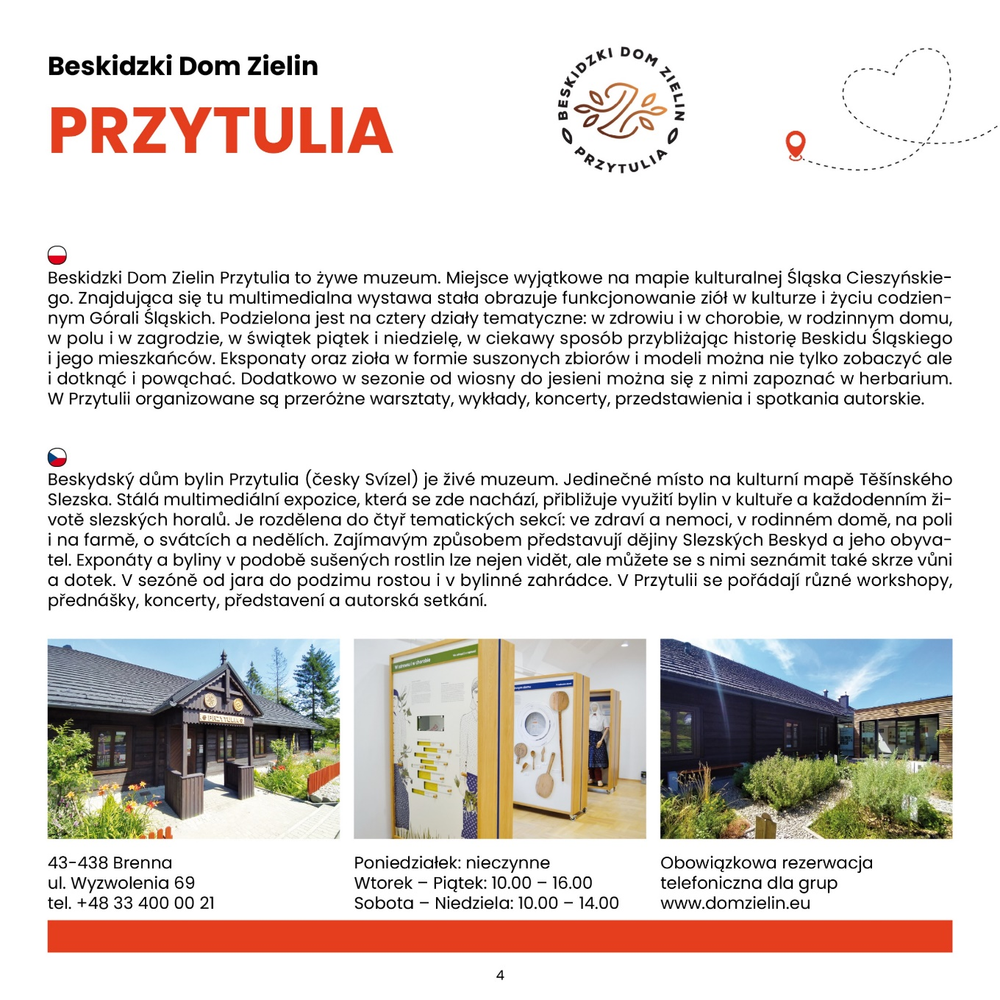 Beskidzki Dom Zielin
PRZYTULIA
BESKIDZKI DOM ZIELIN
PRZYTULIA
Beskidzki Dom Zielin Przytulia to żywe muzeum. Miejsce wyjątkowe na mapie kulturalnej Śląska Cieszyńskie-
go. Znajdująca się tu multimedialna wystawa stała obrazuje funkcjonowanie ziół w kulturze i życiu codzien-
nym Górali Śląskich. Podzielona jest na cztery działy tematyczne: w zdrowiu i w chorobie, w rodzinnym domu,
w polu i w zagrodzie, w świątek piątek i niedzielę, w ciekawy sposób przybliżając historię Beskidu Śląskiego
i jego mieszkańców. Eksponaty oraz zioła w formie suszonych zbiorów i modeli można nie tylko zobaczyć ale
i dotknąć i powąchać. Dodatkowo w sezonie od wiosny do jesieni można się z nimi zapoznać w herbarium.
W Przytulii organizowane są przeróżne warsztaty, wykłady, koncerty, przedstawienia i spotkania autorskie.
Beskydský dům bylin Przytulia (česky Svízel) je živé muzeum. Jedinečné místo na kulturní mapě Těšínského
Slezska. Stálá multimediální expozice, která se zde nachází, přibližuje využití bylin v kultuře a každodenním ži-
votě slezských horalů. Je rozdělena do čtyř tematických sekcí: ve zdraví a nemoci, v rodinném domě, na poli
i na farmě, o svátcích a nedělích. Zajímavým způsobem představují dějiny Slezských Beskyd a jeho obyva-
tel. Exponáty a byliny v podobě sušených rostlin lze nejen vidět, ale můžete se s nimi seznámit také skrze vůni
a dotek. V sezóně od jara do podzimu rostou i v bylinné zahrádce. V Przytulii se pořádají různé workshopy,
přednášky, koncerty, představení a autorská setkání.
PRZYTULIA
W zdrowiu i w chorobie
43-438 Brenna
ul. Wyzwolenia 69
tel. +48 33 400 00 21
Poniedziałek: nieczynne
Wtorek – Piątek: 10.00 – 16.00
Sobota – Niedziela: 10.00 – 14.00
Obowiązkowa rezerwacja
telefoniczna dla grup
www.domzielin.eu
4